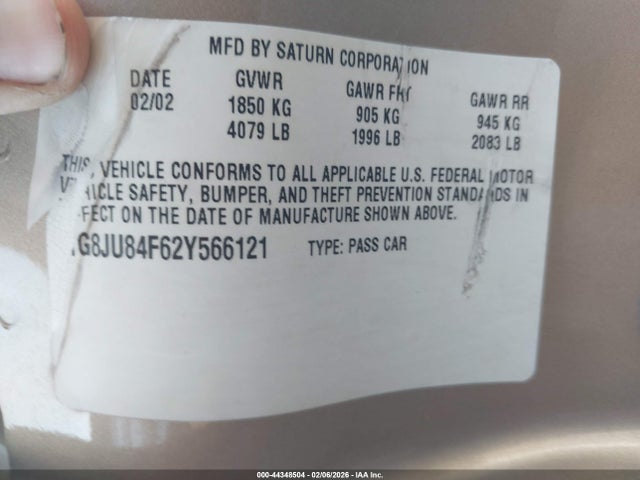 MFD BY SATURN CORPORATION
DATE GVWR GAWR FRT GAWR RR
02/02 1850 KG 905 KG 945 KG
4079 LB 1996 LB 2083 LB
THIS VEHICLE CONFORMS TO ALL APPLICABLE U.S. FEDERAL MOTOR
VEHICLE SAFETY, BUMPER, AND THEFT PREVENTION STANDARDS IN
EFFECT ON THE DATE OF MANUFACTURE SHOWN ABOVE.
G8JU84F62Y566121 TYPE: PASS CAR
000-44348504 - 02/06/2026 - IAA Inc.